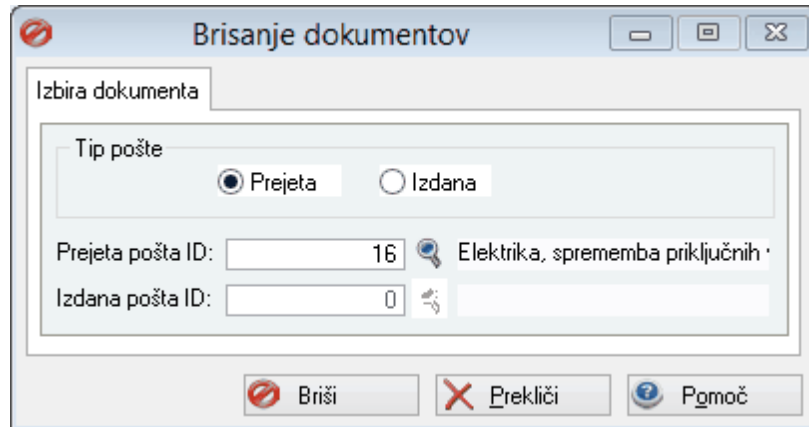 Brisanje dokumentov
Izbira dokumenta
Tip pošte
Prejeta Izdana
Prejeta pošta ID: 16 Elektrika, sprememba priključnih
Izdana pošta ID: 0
Briši Prekliči Pomoč